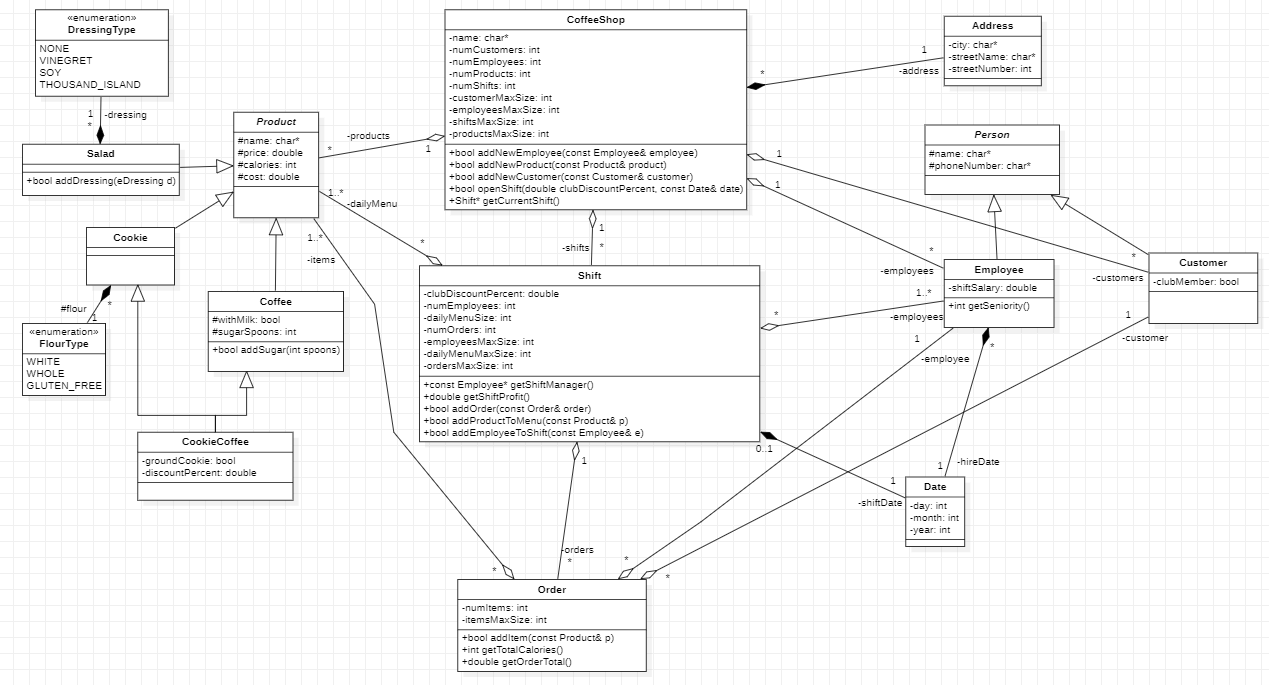 «enumeration»
DressingType
NONE
VINEGRET
SOY
THOUSAND_ISLAND
1
-dressing
*
Salad
+bool addDressing(eDressing d)
Product
#name: char*
#price: double
#calories: int
#cost: double
-products
*
1
CoffeeShop
-name: char*
-numCustomers: int
-numEmployees: int
-numProducts: int
-numShifts: int
-customerMaxSize: int
-employeesMaxSize: int
-shiftsMaxSize: int
-productsMaxSize: int
+bool addNewEmployee(const Employee& employee)
+bool addNewProduct(const Product& product)
+bool addNewCustomer(const Customer& customer)
+bool openShift(double clubDiscountPercent, const Date& date)
+Shift* getCurrentShift()
1
-address
*
Address
-city: char*
-streetName: char*
-streetNumber: int
Person
#name: char*
#phoneNumber: char*
1
1
1..*
-dailyMenu
*
1..*
-items
1
-shifts
*
*
-employees
*
-customers
Cookie
#flour
*
1
«enumeration»
FlourType
WHITE
WHOLE
GLUTEN_FREE
Coffee
#withMilk: bool
#sugarSpoons: int
+bool addSugar(int spoons)
CookieCoffee
-groundCookie: bool
-discountPercent: double
Shift
-clubDiscountPercent: double
-numEmployees: int
-dailyMenuSize: int
-numOrders: int
-employeesMaxSize: int
-dailyMenuMaxSize: int
-ordersMaxSize: int
+const Employee* getShiftManager()
+double getShiftProfit()
+bool addOrder(const Order& order)
+bool addProductToMenu(const Product& p)
+bool addEmployeeToShift(const Employee& e)
Employee
-shiftSalary: double
+int getSeniority()
Customer
-clubMember: bool
1..*
-employees
*
1
-employee
*
1
-customer
0..1
1
-shiftDate
1
-hireDate
Date
-day: int
-month: int
-year: int
1
-orders
*
*
*
*
Order
-numItems: int
-itemsMaxSize: int
+bool addItem(const Product& p)
+int getTotalCalories()
+double getOrderTotal()